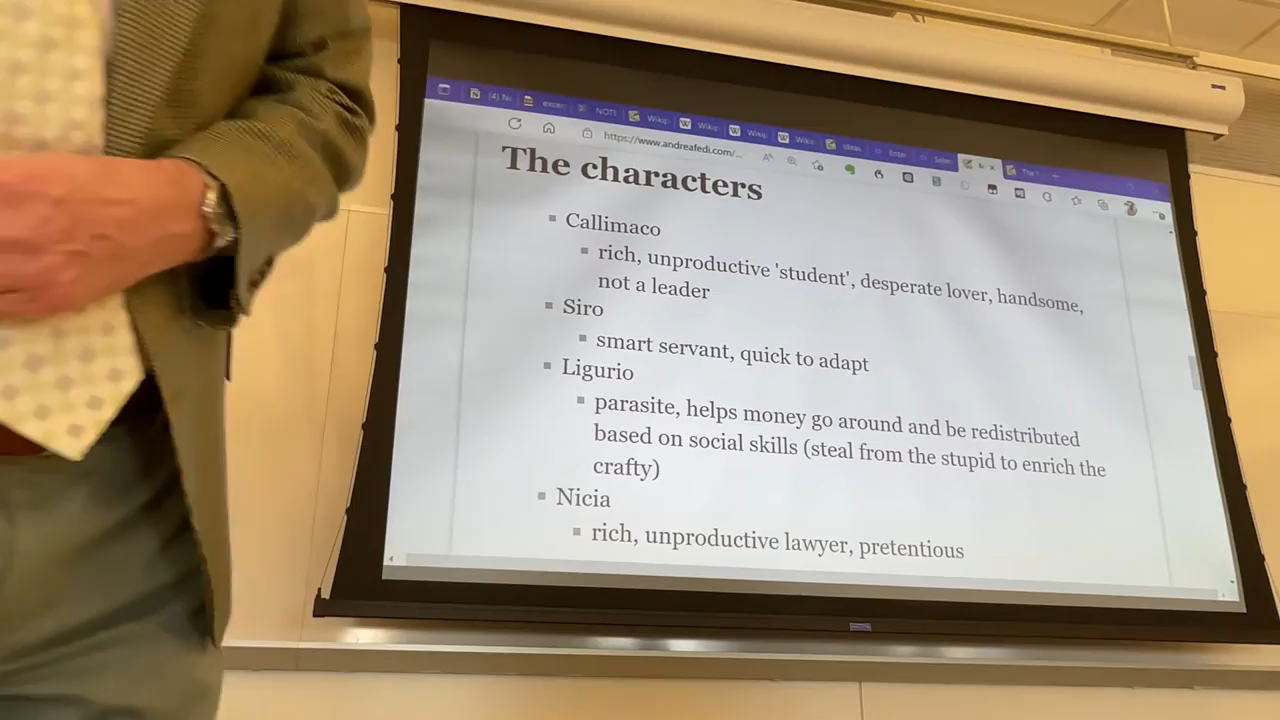 NOTI
https://www.andreafedi.com/...
The characters
Callimaco
rich, unproductive 'student', desperate lover, handsome,
not a leader
Siro
smart servant, quick to adapt
Ligurio
parasite, helps money go around and be redistributed
based on social skills (steal from the stupid to enrich the
crafty)
Nicia
rich, unproductive lawyer, pretentious